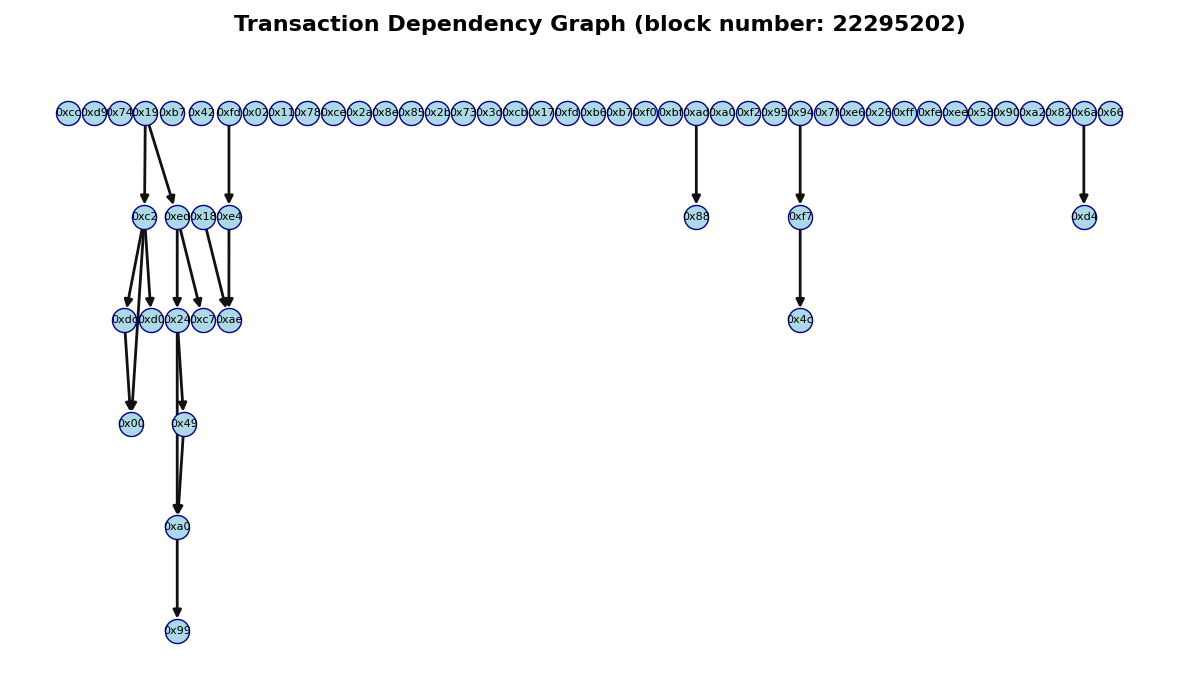 Transaction Dependency Graph (block number: 22295202)
0xcc 0xd9 0x74 0x19 0xb7 0x42 0xfd 0x02 0x11 0x78 0xce 0x2a 0x8e 0x85 0x2b 0x73 0x3d 0xcb 0x17 0xfd 0xb6 0xb7 0xf0 0xbf 0xad 0xa0 0xf2 0x95 0x94 0x7f 0xe6 0x26 0xff 0xfe 0xee 0x58 0x90 0xa2 0x82 0x6a 0x66
0xc2 0xed 0x18 0xe4 0x88 0xf7 0xd4
0xdc 0xd0 0x24 0xc7 0xae 0x4c
0x00 0x49
0xa0
0x99